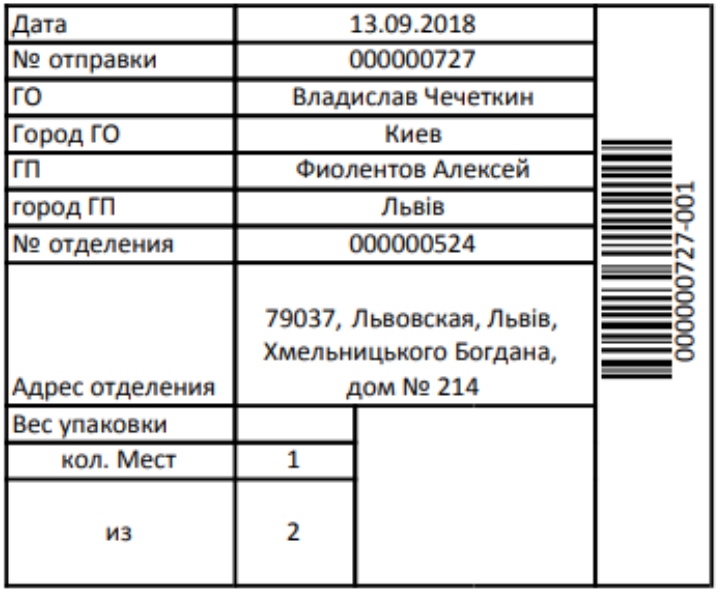 Дата 13.09.2018
№ отправки 000000727
ГО Владислав Чечеткин
Город ГО Киев
ГП Фиолентов Алексей
город ГП Львів
№ отделения 000000524
79037, Львовская, Львів,
Хмельницького Богдана,
Адрес отделения дом № 214
Вес упаковки
кол. Мест 1
из 2
000000727-001